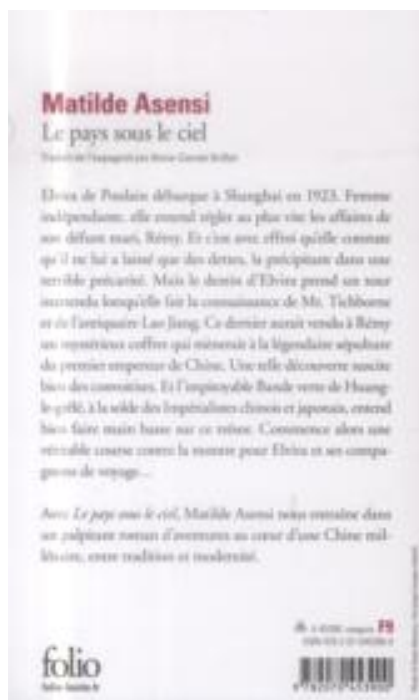 Matilde Asensi
Le pays sous le ciel
Traduit de l'espagnol par
Elvira de Poulain débarque à Shanghai en 1923. Femme
indépendante, elle entend régler au plus vite les affaires de
son défunt mari, Rémy. Et c'est avec effroi qu'elle constate
qu'il ne lui a laissé que des dettes, la précipitant dans une
terrible précarité. Mais le destin d'Elvira prend un tour
inattendu lorsqu'elle fait la connaissance de Mr. Tichborne
et de l'antiquaire Lao Jiang. Ce dernier aurait vendu à Rémy
un mystérieux coffret qui mènerait à la légendaire sépulture
du premier empereur de Chine. Une telle découverte suscite
bien des convoitises. Et l'impitoyable Bande verte de Huang-
le-grêlé, à la solde des Impérialistes chinois et japonais, entend
bien faire main basse sur ce trésor. Commence alors une
véritable course contre la montre pour Elvira et ses compa-
gnons de voyage...
Avec Le pays sous le ciel, Matilde Asensi nous entraîne dans
un palpitant roman d'aventures au cœur d'une Chine mil-
lénaire, entre tradition et modernité.
folio
F9